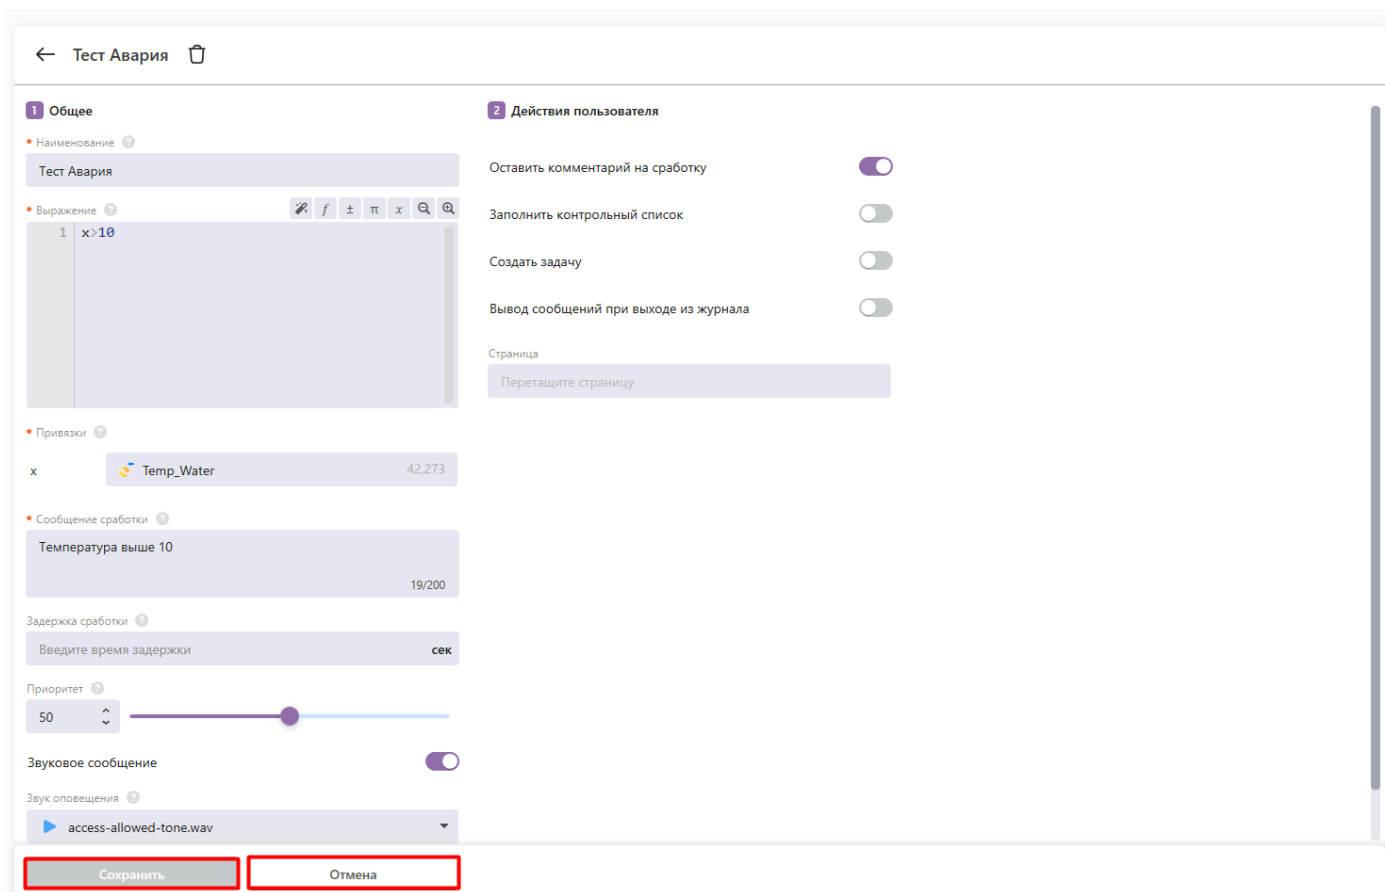 Тест Авария
1 Общее
Наименование ?
Тест Авария
Выражение ? f ± π x
1 x>10
Привязки ?
x Temp_Water 42,273
Сообщение сработки ?
Температура выше 10
19/200
Задержка сработки ?
Введите время задержки сек
Приоритет ?
50
Звуковое сообщение
Звук оповещения ?
access-allowed-tone.wav
2 Действия пользователя
Оставить комментарий на сработку
Заполнить контрольный список
Создать задачу
Вывод сообщений при выходе из журнала
Страница
Перетащите страницу
Сохранить Отмена